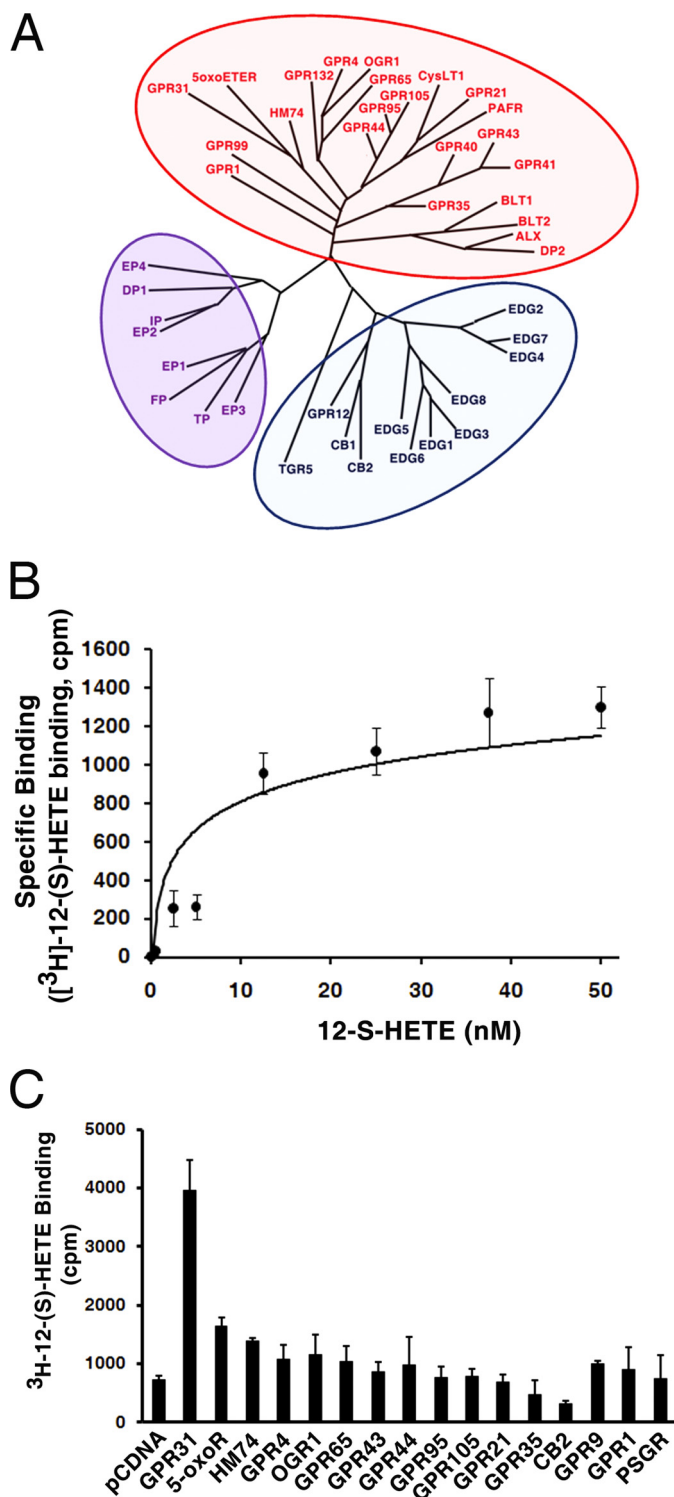 A
GPR4
OGR1
GPR132
GPR65
CysLT1
5oxoETER
GPR105
GPR21
GPR31
HM74
GPR95
PAFR
GPR44
GPR43
GPR99
GPR40
GPR1
GPR41
GPR35
BLT1
BLT2
ALX
DP2
EP4
DP1
IP
EP2
EP1
FP
TP
EP3
EDG2
EDG7
EDG4
EDG8
GPR12
EDG5
EDG3
CB1
EDG1
EDG6
TGR5
CB2
B
Specific Binding
([³H]-12-(S)-HETE binding, cpm)
1600
1400
1200
1000
800
600
400
200
0
0 10 20 30 40 50
12-S-HETE (nM)
C
³H-12-(S)-HETE Binding
(cpm)
5000
4000
3000
2000
1000
0
pCDNA
GPR31
5-oxoR
HM74
GPR4
OGR1
GPR65
GPR43
GPR44
GPR95
GPR105
GPR21
GPR35
CB2
GPR9
GPR1
PSGR